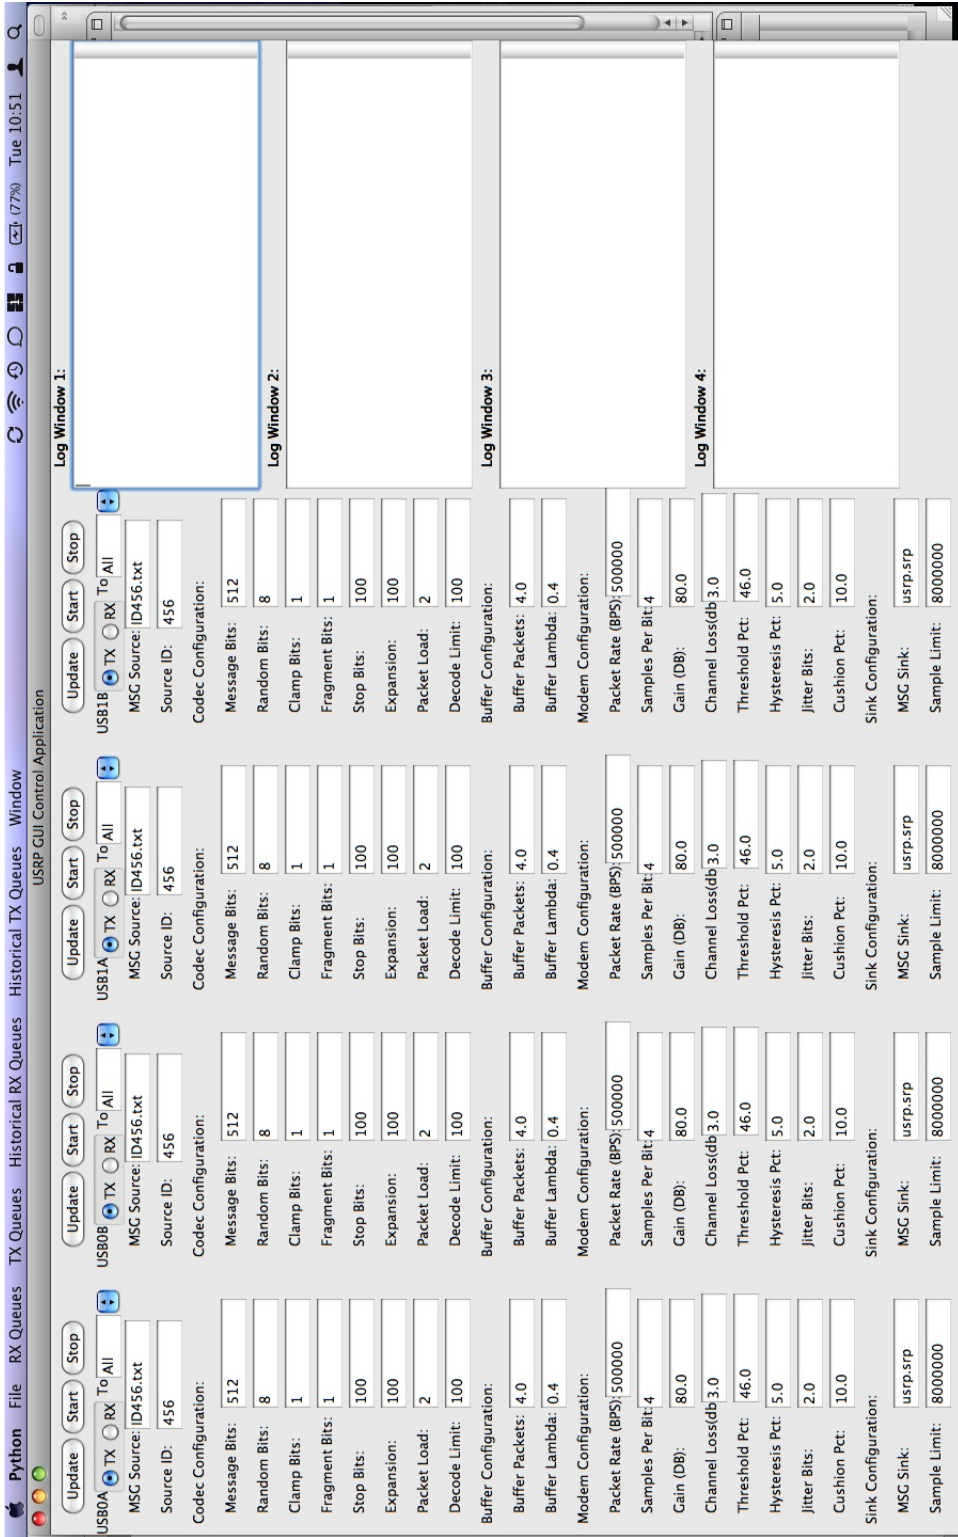 Python File RX Queues TX Queues Historical RX Queues Historical TX Queues Window (77%) Tue 10:51
USRP GUI Control Application
Update Start Stop
USB0A TX RX To All
MSG Source: ID456.txt
Source ID: 456
Codec Configuration:
Message Bits: 512
Random Bits: 8
Clamp Bits: 1
Fragment Bits: 1
Stop Bits: 100
Expansion: 100
Packet Load: 2
Decode Limit: 100
Buffer Configuration:
Buffer Packets: 4.0
Buffer Lambda: 0.4
Modem Configuration:
Packet Rate (BPS): 500000
Samples Per Bit: 4
Gain (DB): 80.0
Channel Loss(db 3.0
Threshold Pct: 46.0
Hysteresis Pct: 5.0
Jitter Bits: 2.0
Cushion Pct: 10.0
Sink Configuration:
MSG Sink: usrp.srp
Sample Limit: 8000000
Update Start Stop
USB0B TX RX To All
MSG Source: ID456.txt
Source ID: 456
Codec Configuration:
Message Bits: 512
Random Bits: 8
Clamp Bits: 1
Fragment Bits: 1
Stop Bits: 100
Expansion: 100
Packet Load: 2
Decode Limit: 100
Buffer Configuration:
Buffer Packets: 4.0
Buffer Lambda: 0.4
Modem Configuration:
Packet Rate (BPS): 500000
Samples Per Bit: 4
Gain (DB): 80.0
Channel Loss(db 3.0
Threshold Pct: 46.0
Hysteresis Pct: 5.0
Jitter Bits: 2.0
Cushion Pct: 10.0
Sink Configuration:
MSG Sink: usrp.srp
Sample Limit: 8000000
Update Start Stop
USB1A TX RX To All
MSG Source: ID456.txt
Source ID: 456
Codec Configuration:
Message Bits: 512
Random Bits: 8
Clamp Bits: 1
Fragment Bits: 1
Stop Bits: 100
Expansion: 100
Packet Load: 2
Decode Limit: 100
Buffer Configuration:
Buffer Packets: 4.0
Buffer Lambda: 0.4
Modem Configuration:
Packet Rate (BPS): 500000
Samples Per Bit: 4
Gain (DB): 80.0
Channel Loss(db 3.0
Threshold Pct: 46.0
Hysteresis Pct: 5.0
Jitter Bits: 2.0
Cushion Pct: 10.0
Sink Configuration:
MSG Sink: usrp.srp
Sample Limit: 8000000
Update Start Stop
USB1B TX RX To All
MSG Source: ID456.txt
Source ID: 456
Codec Configuration:
Message Bits: 512
Random Bits: 8
Clamp Bits: 1
Fragment Bits: 1
Stop Bits: 100
Expansion: 100
Packet Load: 2
Decode Limit: 100
Buffer Configuration:
Buffer Packets: 4.0
Buffer Lambda: 0.4
Modem Configuration:
Packet Rate (BPS): 500000
Samples Per Bit: 4
Gain (DB): 80.0
Channel Loss(db 3.0
Threshold Pct: 46.0
Hysteresis Pct: 5.0
Jitter Bits: 2.0
Cushion Pct: 10.0
Sink Configuration:
MSG Sink: usrp.srp
Sample Limit: 8000000
Log Window 1:
Log Window 2:
Log Window 3:
Log Window 4: